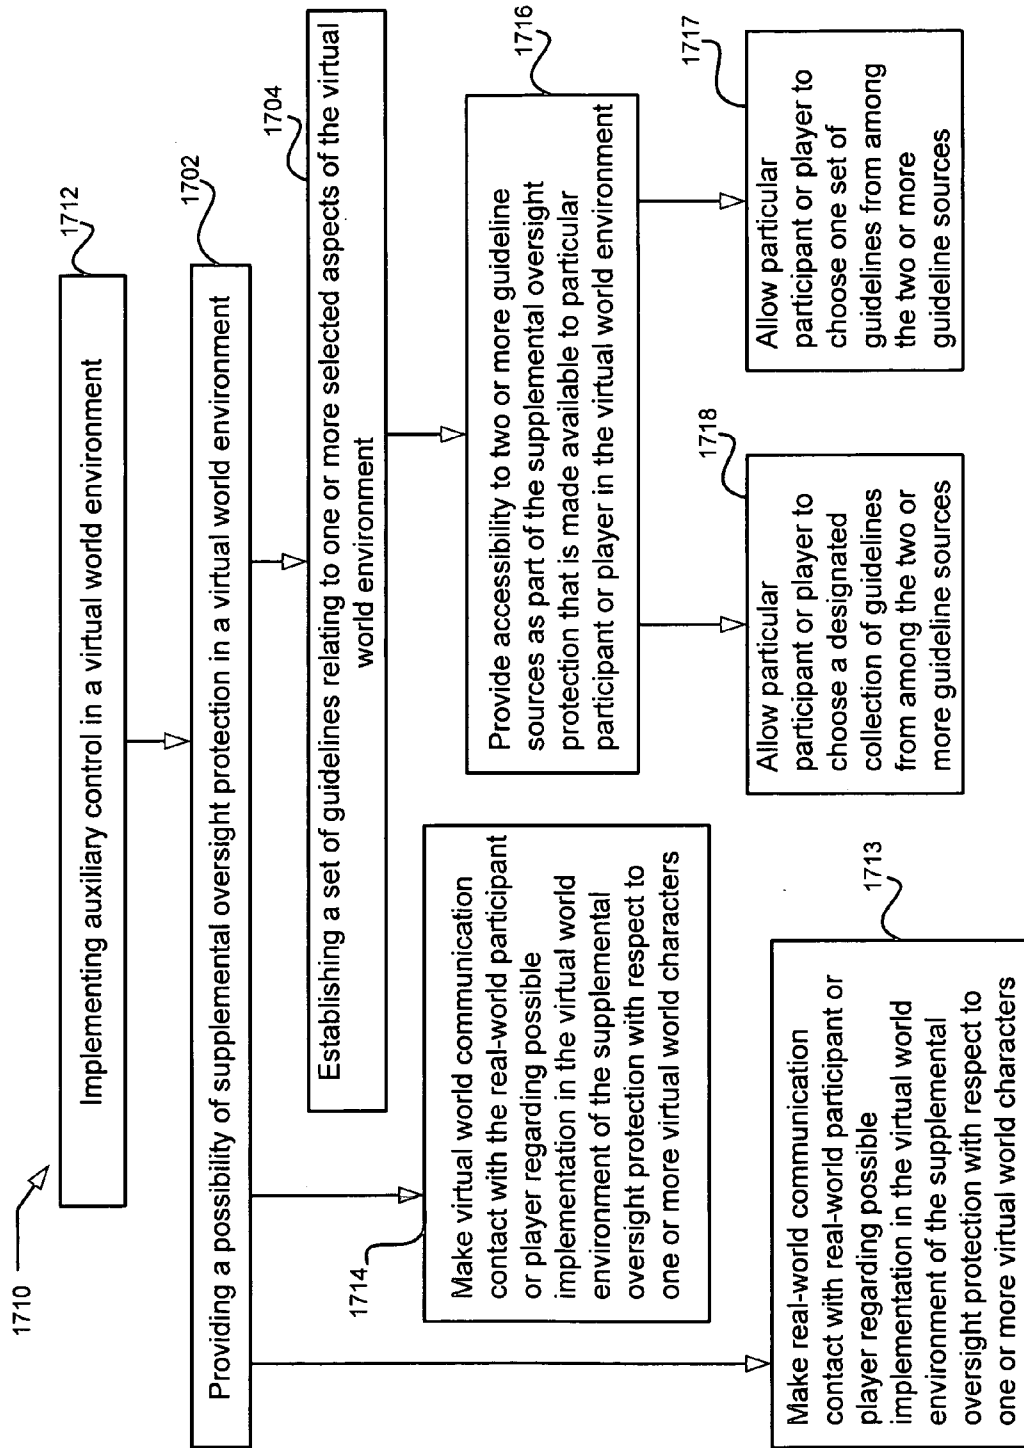 1710
Implementing auxiliary control in a virtual world environment
1712
Providing a possibility of supplemental oversight protection in a virtual world environment
1702
Establishing a set of guidelines relating to one or more selected aspects of the virtual
world environment
1704
Make virtual world communication
contact with the real-world participant
or player regarding possible
implementation in the virtual world
environment of the supplemental
oversight protection with respect to
one or more virtual world characters
1714
Provide accessibility to two or more guideline
sources as part of the supplemental oversight
protection that is made available to particular
participant or player in the virtual world environment
1716
Make real-world communication
contact with real-world participant or
player regarding possible
implementation in the virtual world
environment of the supplemental
oversight protection with respect to
one or more virtual world characters
1713
Allow particular
participant or player to
choose a designated
collection of guidelines
from among the two or
more guideline sources
1718
Allow particular
participant or player to
choose one set of
guidelines from among
the two or more
guideline sources
1717